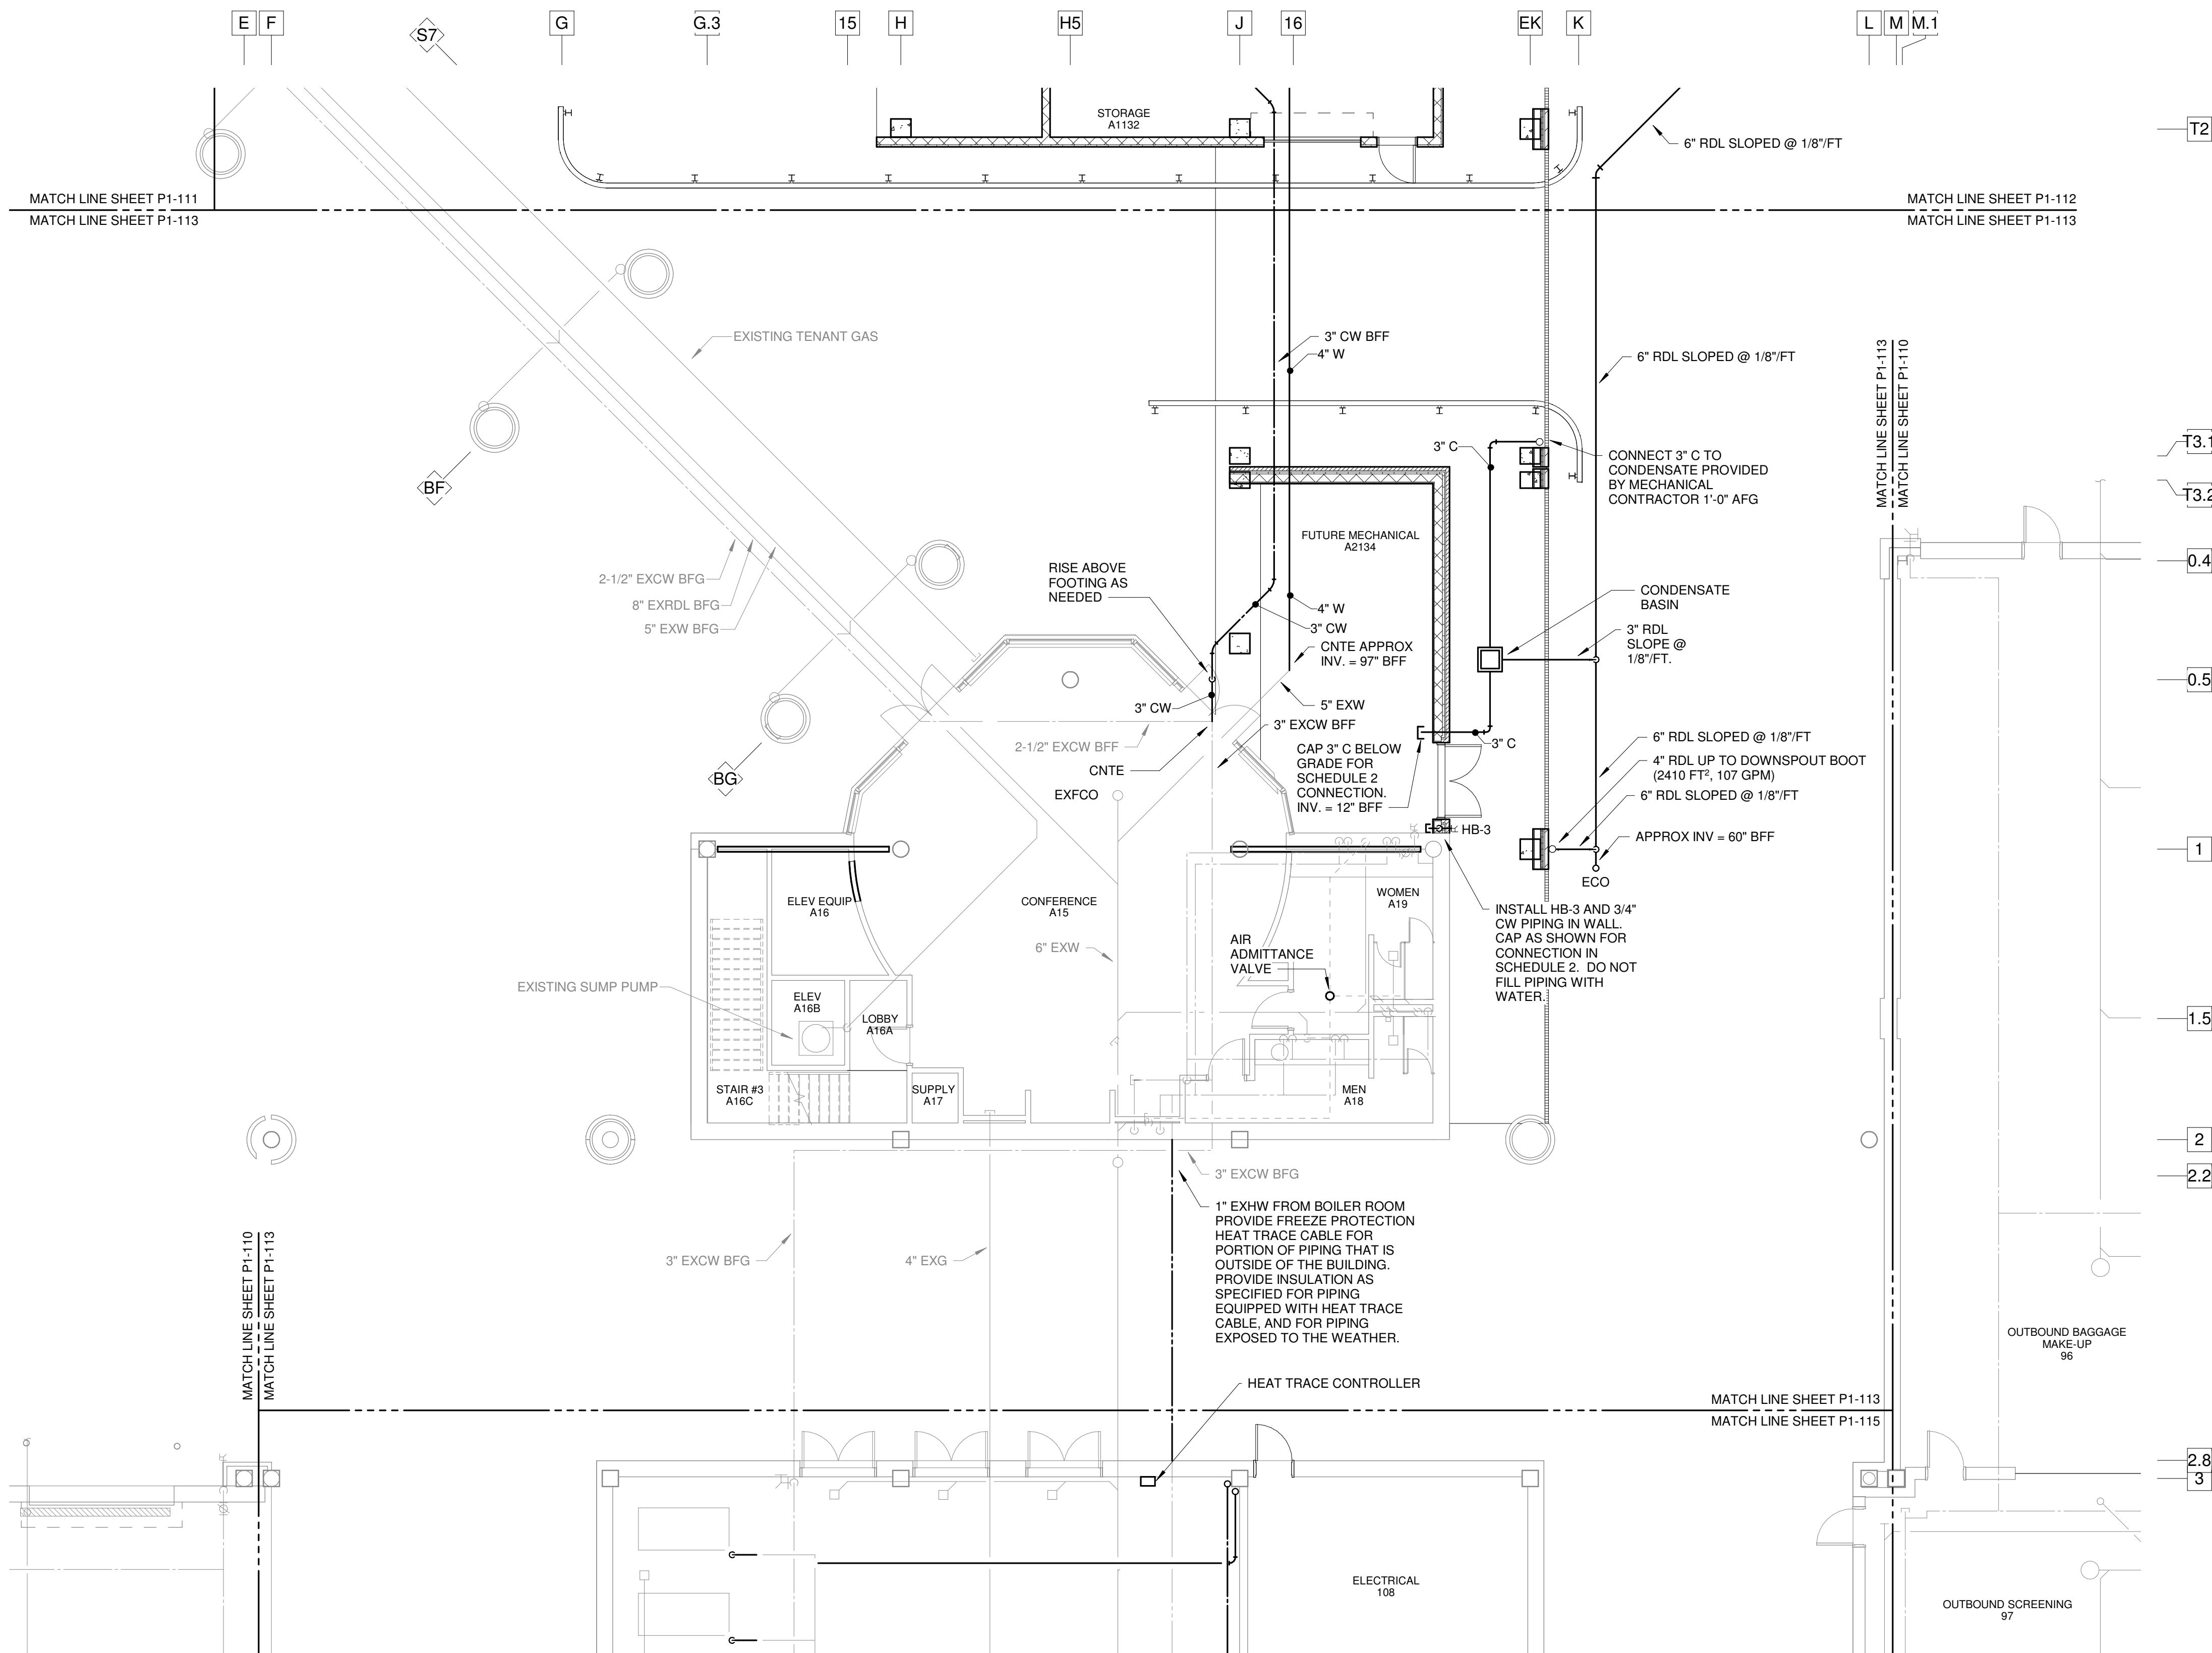 E
F
S7
G
G.3
15
H
H5
J
16
EK
K
L
M
M.1
STORAGE
A1132
T2
6" RDL SLOPED @ 1/8"/FT
MATCH LINE SHEET P1-111
MATCH LINE SHEET P1-113
MATCH LINE SHEET P1-112
MATCH LINE SHEET P1-113
EXISTING TENANT GAS
3" CW BFF
4" W
6" RDL SLOPED @ 1/8"/FT
MATCH LINE SHEET P1-113
MATCH LINE SHEET P1-110
3" C
CONNECT 3" C TO
CONDENSATE PROVIDED
BY MECHANICAL
CONTRACTOR 1'-0" AFG
T3.1
T3.2
BF
FUTURE MECHANICAL
A2134
0.4
2-1/2" EXCW BFG
8" EXRDL BFG
5" EXW BFG
RISE ABOVE
FOOTING AS
NEEDED
4" W
3" CW
CNTE APPROX
INV. = 97" BFF
CONDENSATE
BASIN
3" RDL
SLOPE @
1/8"/FT.
0.5
3" CW
5" EXW
3" EXCW BFF
2-1/2" EXCW BFF
CNTE
EXFCO
BG
CAP 3" C BELOW
GRADE FOR
SCHEDULE 2
CONNECTION.
INV. = 12" BFF
3" C
6" RDL SLOPED @ 1/8"/FT
4" RDL UP TO DOWNSPOUT BOOT
(2410 FT², 107 GPM)
6" RDL SLOPED @ 1/8"/FT
HB-3
APPROX INV = 60" BFF
1
ECO
ELEV EQUIP
A16
CONFERENCE
A15
WOMEN
A19
INSTALL HB-3 AND 3/4"
CW PIPING IN WALL.
CAP AS SHOWN FOR
CONNECTION IN
SCHEDULE 2.  DO NOT
FILL PIPING WITH
WATER.
6" EXW
AIR
ADMITTANCE
VALVE
EXISTING SUMP PUMP
ELEV
A16B
LOBBY
A16A
1.5
STAIR #3
A16C
SUPPLY
A17
MEN
A18
2
2.2
3" EXCW BFG
1" EXHW FROM BOILER ROOM
PROVIDE FREEZE PROTECTION
HEAT TRACE CABLE FOR
PORTION OF PIPING THAT IS
OUTSIDE OF THE BUILDING.
PROVIDE INSULATION AS
SPECIFIED FOR PIPING
EQUIPPED WITH HEAT TRACE
CABLE, AND FOR PIPING
EXPOSED TO THE WEATHER.
MATCH LINE SHEET P1-110
MATCH LINE SHEET P1-113
3" EXCW BFG
4" EXG
OUTBOUND BAGGAGE
MAKE-UP
96
HEAT TRACE CONTROLLER
MATCH LINE SHEET P1-113
MATCH LINE SHEET P1-115
2.8
3
ELECTRICAL
108
OUTBOUND SCREENING
97